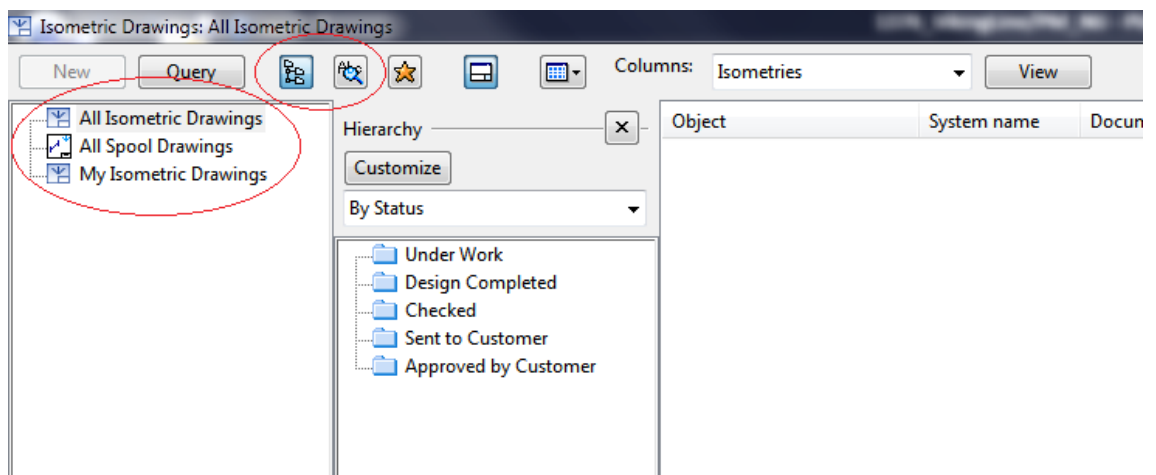 Isometric Drawings: All Isometric Drawings
New Query Columns: Isometries View
All Isometric Drawings
All Spool Drawings
My Isometric Drawings
Hierarchy
Customize
By Status
Under Work
Design Completed
Checked
Sent to Customer
Approved by Customer
Object System name Docum